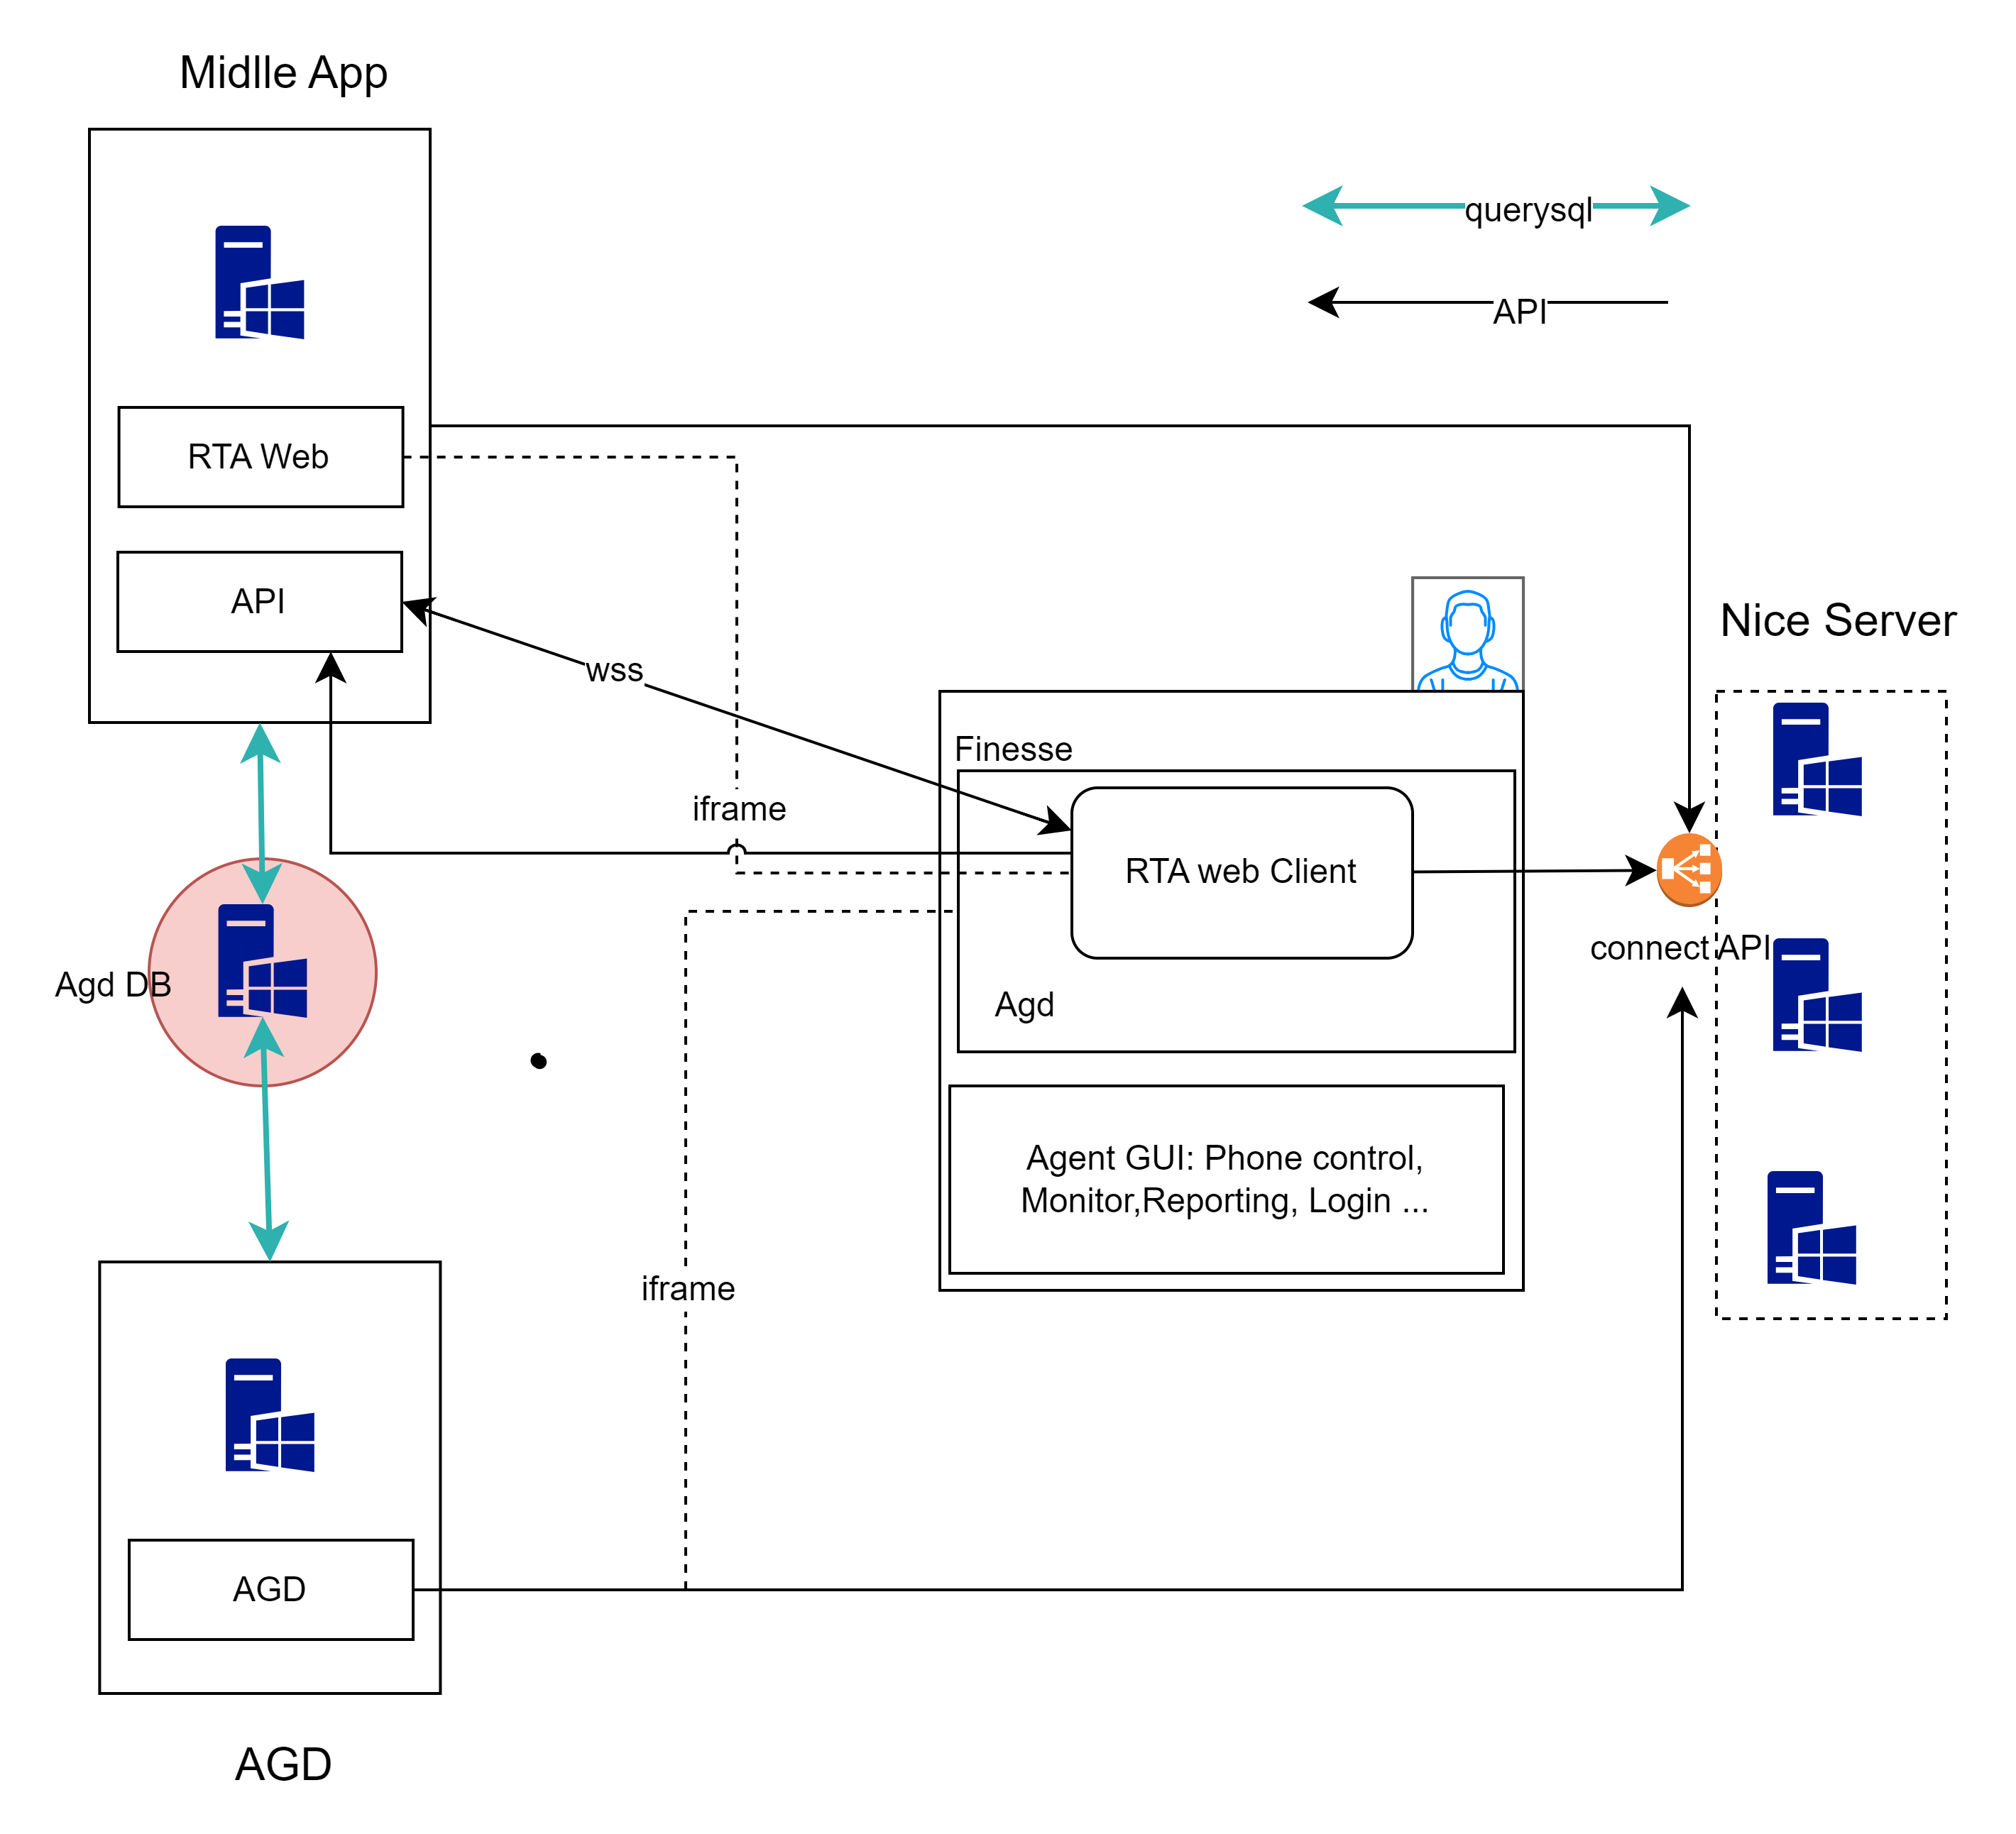 Midlle App
querysql
API
RTA Web
API
wss
Nice Server
Finesse
iframe
RTA web Client
connect API
Agd DB
Agd
Agent GUI: Phone control,
Monitor,Reporting, Login ...
iframe
AGD
AGD